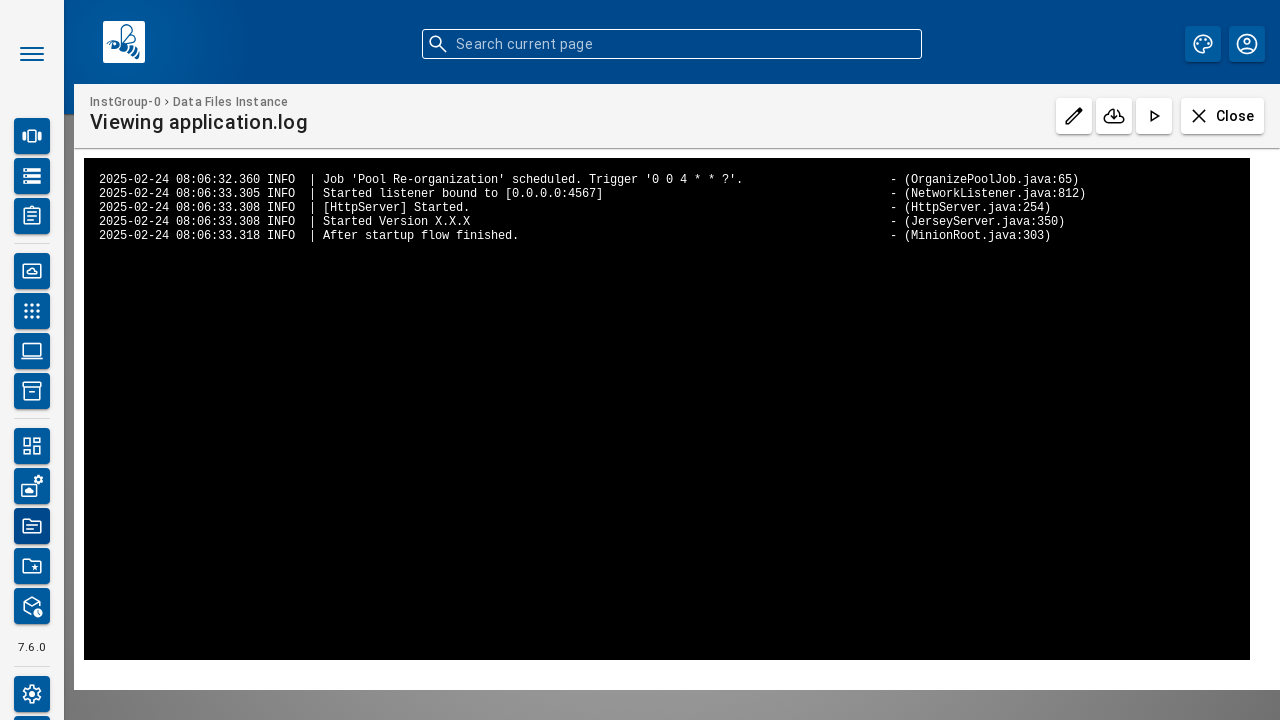 Search current page
InstGroup-0 › Data Files Instance
Viewing application.log
Close
2025-02-24 08:06:32.360 INFO  | Job 'Pool Re-organization' scheduled. Trigger '0 0 4 * * ?'. - (OrganizePoolJob.java:65)
2025-02-24 08:06:33.305 INFO  | Started listener bound to [0.0.0.0:4567] - (NetworkListener.java:812)
2025-02-24 08:06:33.308 INFO  | [HttpServer] Started. - (HttpServer.java:254)
2025-02-24 08:06:33.308 INFO  | Started Version X.X.X - (JerseyServer.java:350)
2025-02-24 08:06:33.318 INFO  | After startup flow finished. - (MinionRoot.java:303)
7.6.0